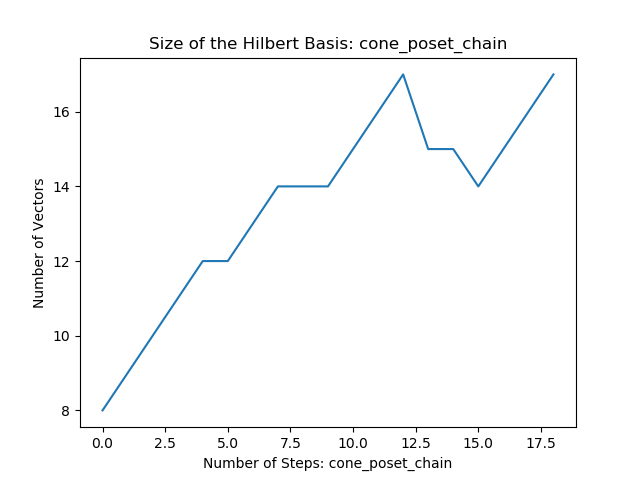 Size of the Hilbert Basis: cone_poset_chain
Number of Vectors
16
14
12
10
8
0.0 2.5 5.0 7.5 10.0 12.5 15.0 17.5
Number of Steps: cone_poset_chain